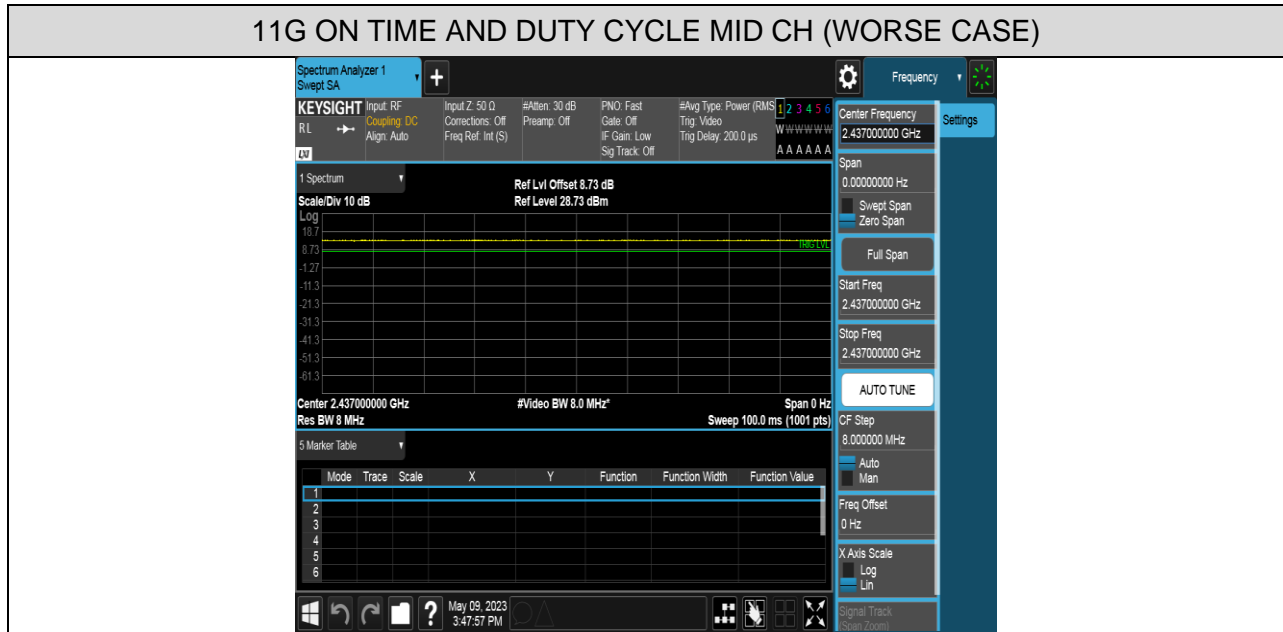 11G ON TIME AND DUTY CYCLE MID CH (WORSE CASE)
Spectrum Analyzer 1
Swept SA
+
Frequency
KEYSIGHT
RL
LXI
Input: RF
Coupling: DC
Align: Auto
Input Z: 50 Ω
Corrections: Off
Freq Ref: Int (S)
#Atten: 30 dB
Preamp: Off
PNO: Fast
Gate: Off
IF Gain: Low
Sig Track: Off
#Avg Type: Power (RMS
Trig: Video
Trig Delay: 200.0 µs
1 2 3 4 5 6
W W W W W W
A A A A A A
1 Spectrum
Scale/Div 10 dB
Ref Lvl Offset 8.73 dB
Ref Level 28.73 dBm
Log
18.7
8.73
-1.27
-11.3
-21.3
-31.3
-41.3
-51.3
-61.3
TRIG LVL
Center 2.437000000 GHz
#Video BW 8.0 MHz*
Span 0 Hz
Res BW 8 MHz
Sweep 100.0 ms (1001 pts)
5 Marker Table
Mode Trace Scale X Y Function Function Width Function Value
1
2
3
4
5
6
?
May 09, 2023
3:47:57 PM
Center Frequency
2.437000000 GHz
Settings
Span
0.00000000 Hz
Swept Span
Zero Span
Full Span
Start Freq
2.437000000 GHz
Stop Freq
2.437000000 GHz
AUTO TUNE
CF Step
8.000000 MHz
Auto
Man
Freq Offset
0 Hz
X Axis Scale
Log
Lin
Signal Track
(Span Zoom)